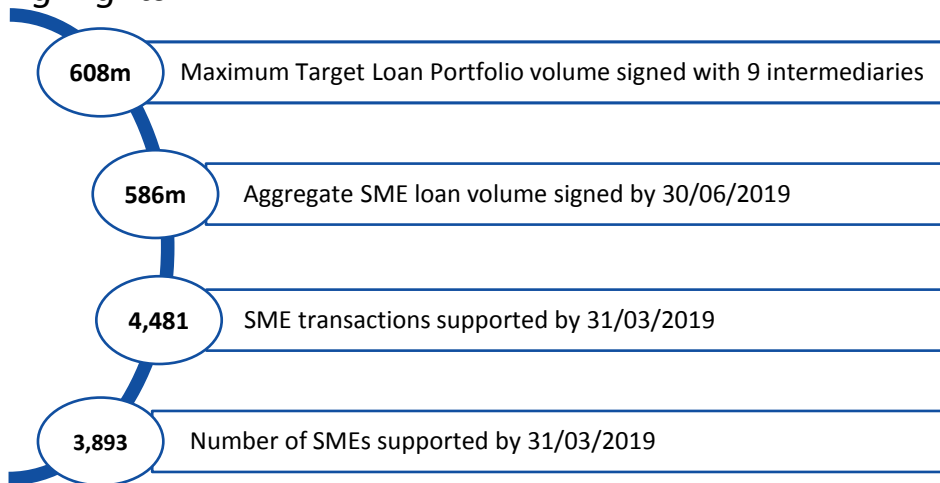 608m Maximum Target Loan Portfolio volume signed with 9 intermediaries
586m Aggregate SME loan volume signed by 30/06/2019
4,481 SME transactions supported by 31/03/2019
3,893 Number of SMEs supported by 31/03/2019